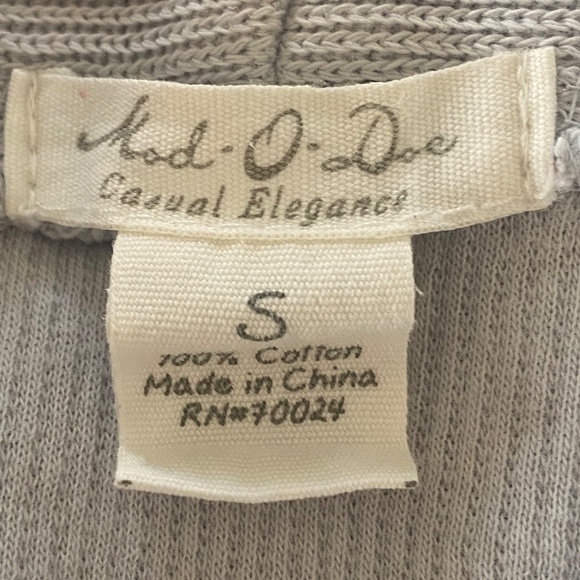 Mod-O-Doc
Casual Elegance
S
100% Cotton
Made in China
RN#70024